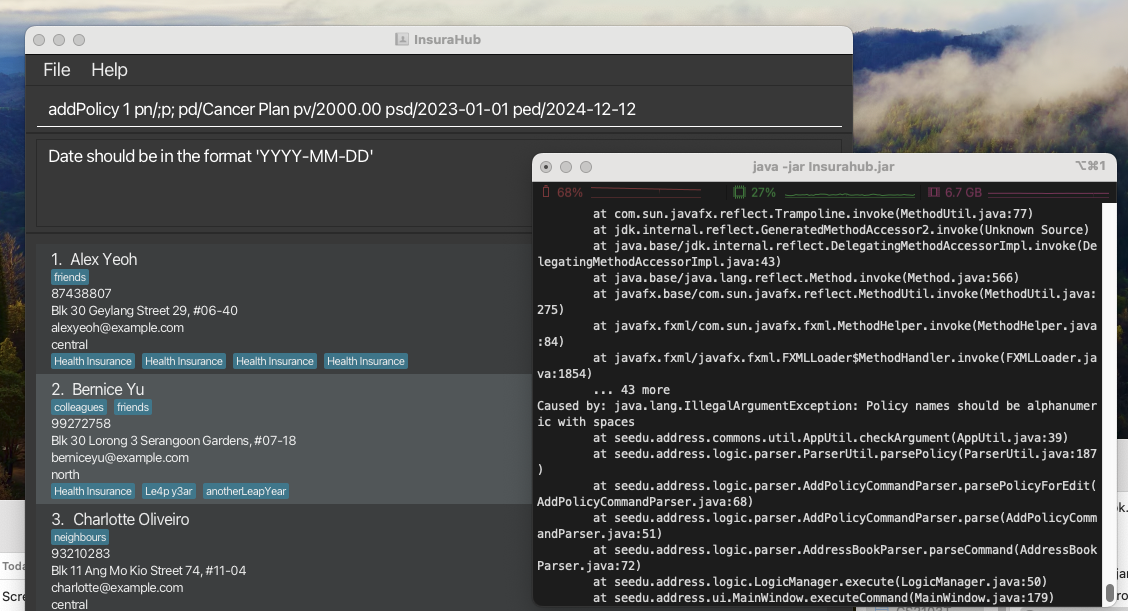 InsuraHub
File Help
addPolicy 1 pn/;p; pd/Cancer Plan pv/2000.00 psd/2023-01-01 ped/2024-12-12
Date should be in the format 'YYYY-MM-DD'
1. Alex Yeoh
friends
87438807
Blk 30 Geylang Street 29, #06-40
alexyeoh@example.com
central
Health Insurance Health Insurance Health Insurance Health Insurance
2. Bernice Yu
colleagues friends
99272758
Blk 30 Lorong 3 Serangoon Gardens, #07-18
berniceyu@example.com
north
Health Insurance Le4p y3ar anotherLeapYear
3. Charlotte Oliveiro
neighbours
93210283
Blk 11 Ang Mo Kio Street 74, #11-04
charlotte@example.com
central
java -jar Insurahub.jar ⌥⌘1
68% 27% 6.7 GB
at com.sun.javafx.reflect.Trampoline.invoke(MethodUtil.java:77)
at jdk.internal.reflect.GeneratedMethodAccessor2.invoke(Unknown Source)
at java.base/jdk.internal.reflect.DelegatingMethodAccessorImpl.invoke(De
legatingMethodAccessorImpl.java:43)
at java.base/java.lang.reflect.Method.invoke(Method.java:566)
at javafx.base/com.sun.javafx.reflect.MethodUtil.invoke(MethodUtil.java:
275)
at javafx.fxml/com.sun.javafx.fxml.MethodHelper.invoke(MethodHelper.java
:84)
at javafx.fxml/javafx.fxml.FXMLLoader$MethodHandler.invoke(FXMLLoader.ja
va:1854)
... 43 more
Caused by: java.lang.IllegalArgumentException: Policy names should be alphanumer
ic with spaces
at seedu.address.commons.util.AppUtil.checkArgument(AppUtil.java:39)
at seedu.address.logic.parser.ParserUtil.parsePolicy(ParserUtil.java:187
)
at seedu.address.logic.parser.AddPolicyCommandParser.parsePolicyForEdit(
AddPolicyCommandParser.java:68)
at seedu.address.logic.parser.AddPolicyCommandParser.parse(AddPolicyComm
andParser.java:51)
at seedu.address.logic.parser.AddressBookParser.parseCommand(AddressBook
Parser.java:72)
at seedu.address.logic.LogicManager.execute(LogicManager.java:50)
at seedu.address.ui.MainWindow.executeCommand(MainWindow.java:179)